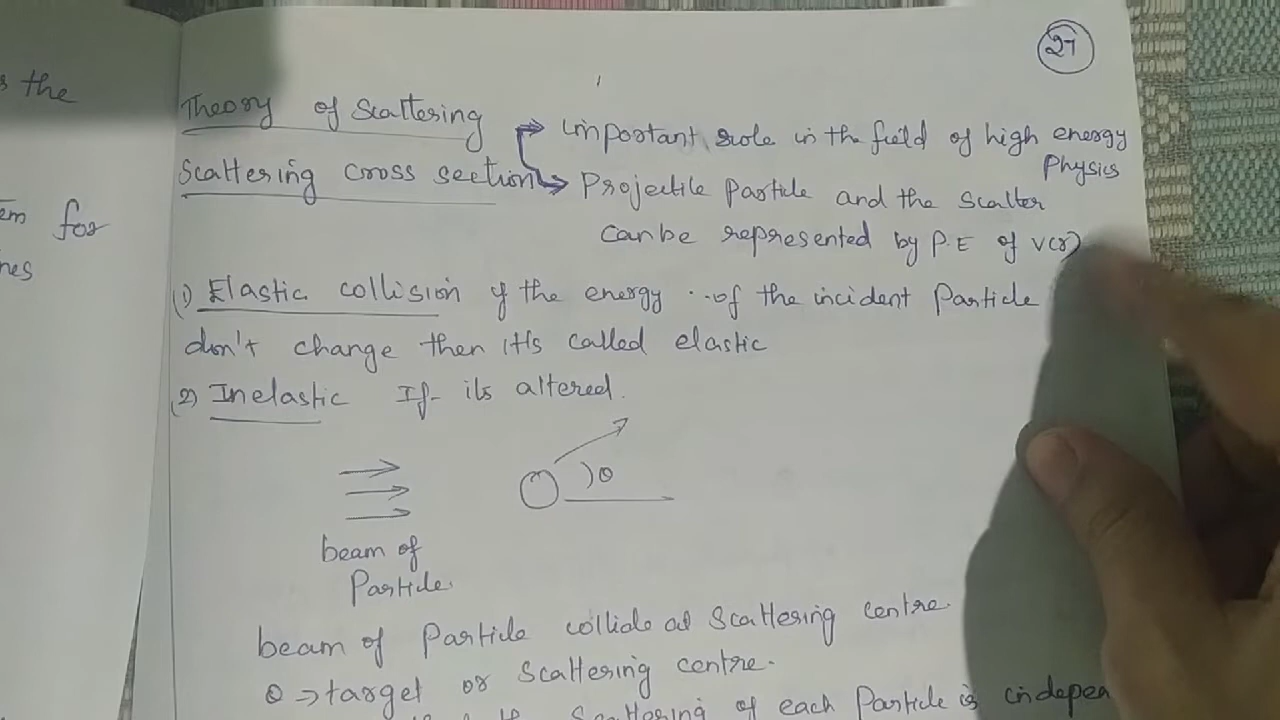 27
s the
for
nes
Theory of Scattering
important role in the field of high energy
Physics
Scattering cross section
Projectile Particle and the Scatter
can be represented by P.E of V(r)
(1) Elastic collision if the energy of the incident Particle
don't change then it's called elastic
(2) Inelastic If its altered.
θ
beam of
Particle.
beam of Particle collide at Scattering centre.
⊙ → target or Scattering centre.
Scattering of each Particle is indepen